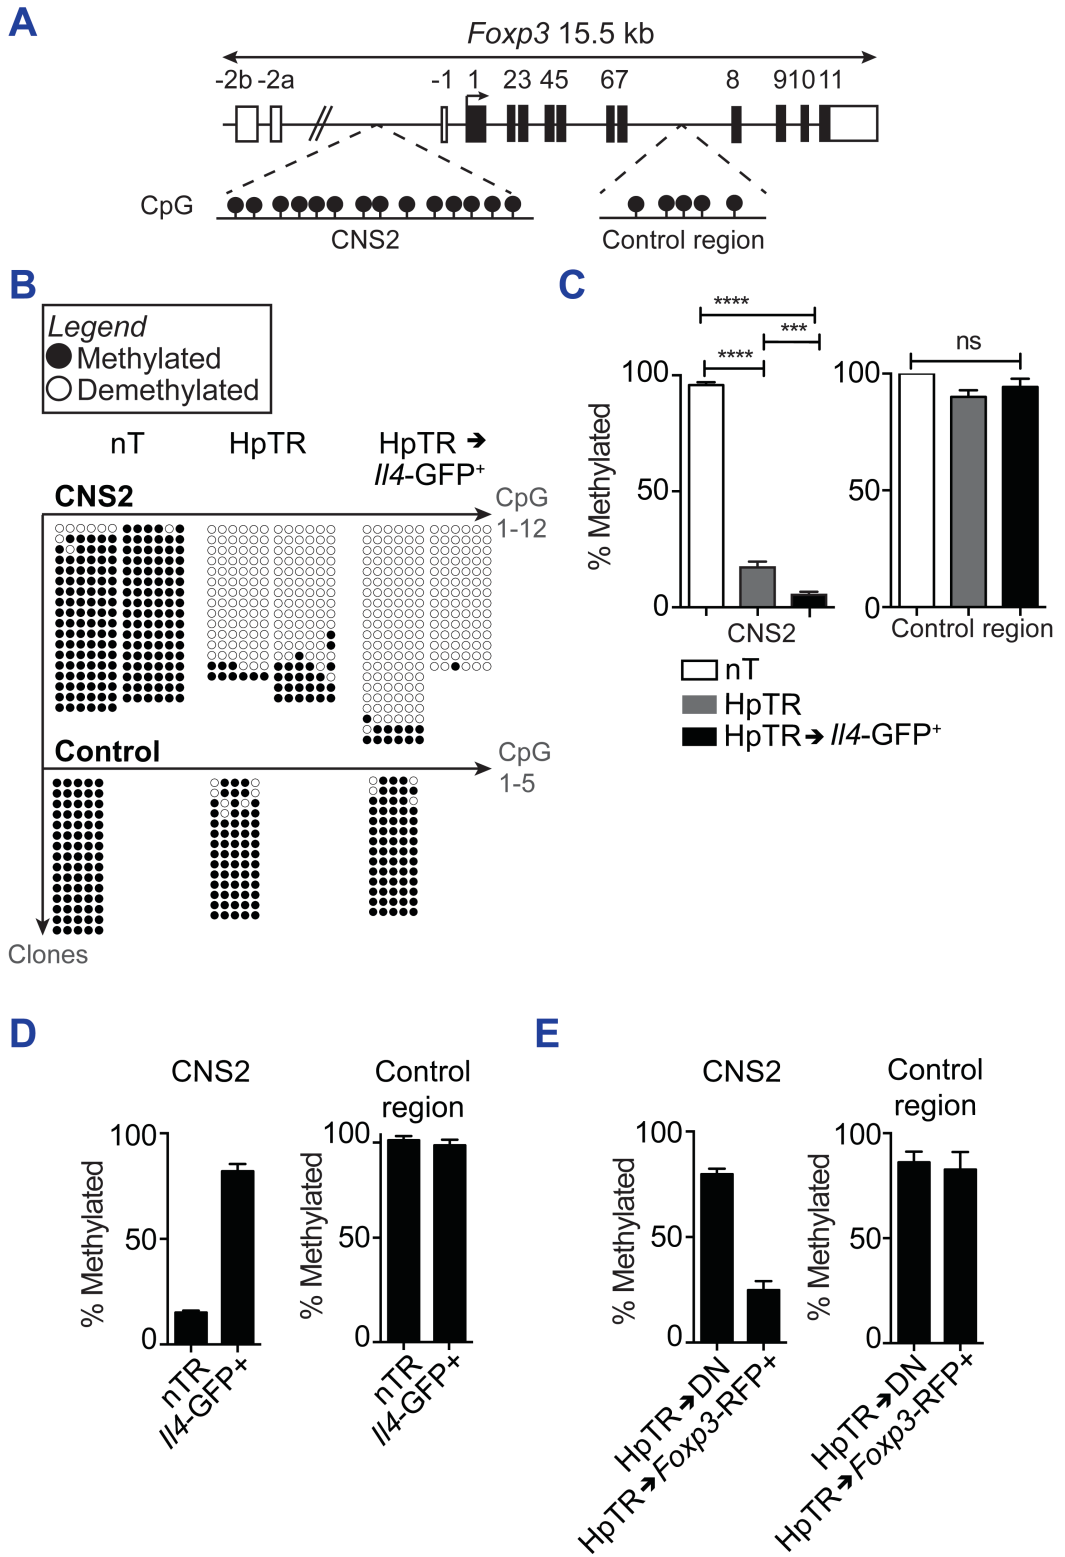 A
Foxp3 15.5 kb
-2b -2a -1 1 23 45 67 8 910 11
CpG
CNS2
Control region
B
Legend
Methylated
Demethylated
nT
HpTR
HpTR ➔
Il4-GFP+
CNS2
CpG
1-12
Control
CpG
1-5
Clones
C
****
***
****
100
50
0
% Methylated
CNS2
ns
100
50
0
Control region
nT
HpTR
HpTR ➔ Il4-GFP+
D
CNS2
100
50
0
% Methylated
nTR
Il4-GFP+
Control
region
100
50
0
% Methylated
nTR
Il4-GFP+
E
CNS2
100
50
0
% Methylated
HpTR ➔ DN
HpTR ➔ Foxp3-RFP+
Control
region
100
50
0
% Methylated
HpTR ➔ DN
HpTR ➔ Foxp3-RFP+